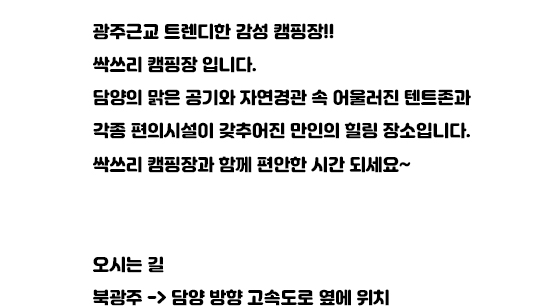 광주근교 트렌디한 감성 캠핑장!!
싹쓰리 캠핑장 입니다.
담양의 맑은 공기와 자연경관 속 어울러진 텐트존과
각종 편의시설이 갖추어진 만인의 힐링 장소입니다.
싹쓰리 캠핑장과 함께 편안한 시간 되세요~
오시는 길
북광주 -> 담양 방향 고속도로 옆에 위치